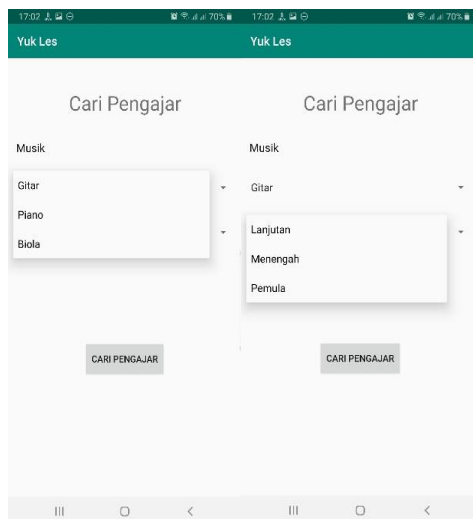 17:02 70%
Yuk Les
Cari Pengajar
Musik
Gitar
Piano
Biola
CARI PENGAJAR
17:02 70%
Yuk Les
Cari Pengajar
Musik
Gitar
Lanjutan
Menengah
Pemula
CARI PENGAJAR